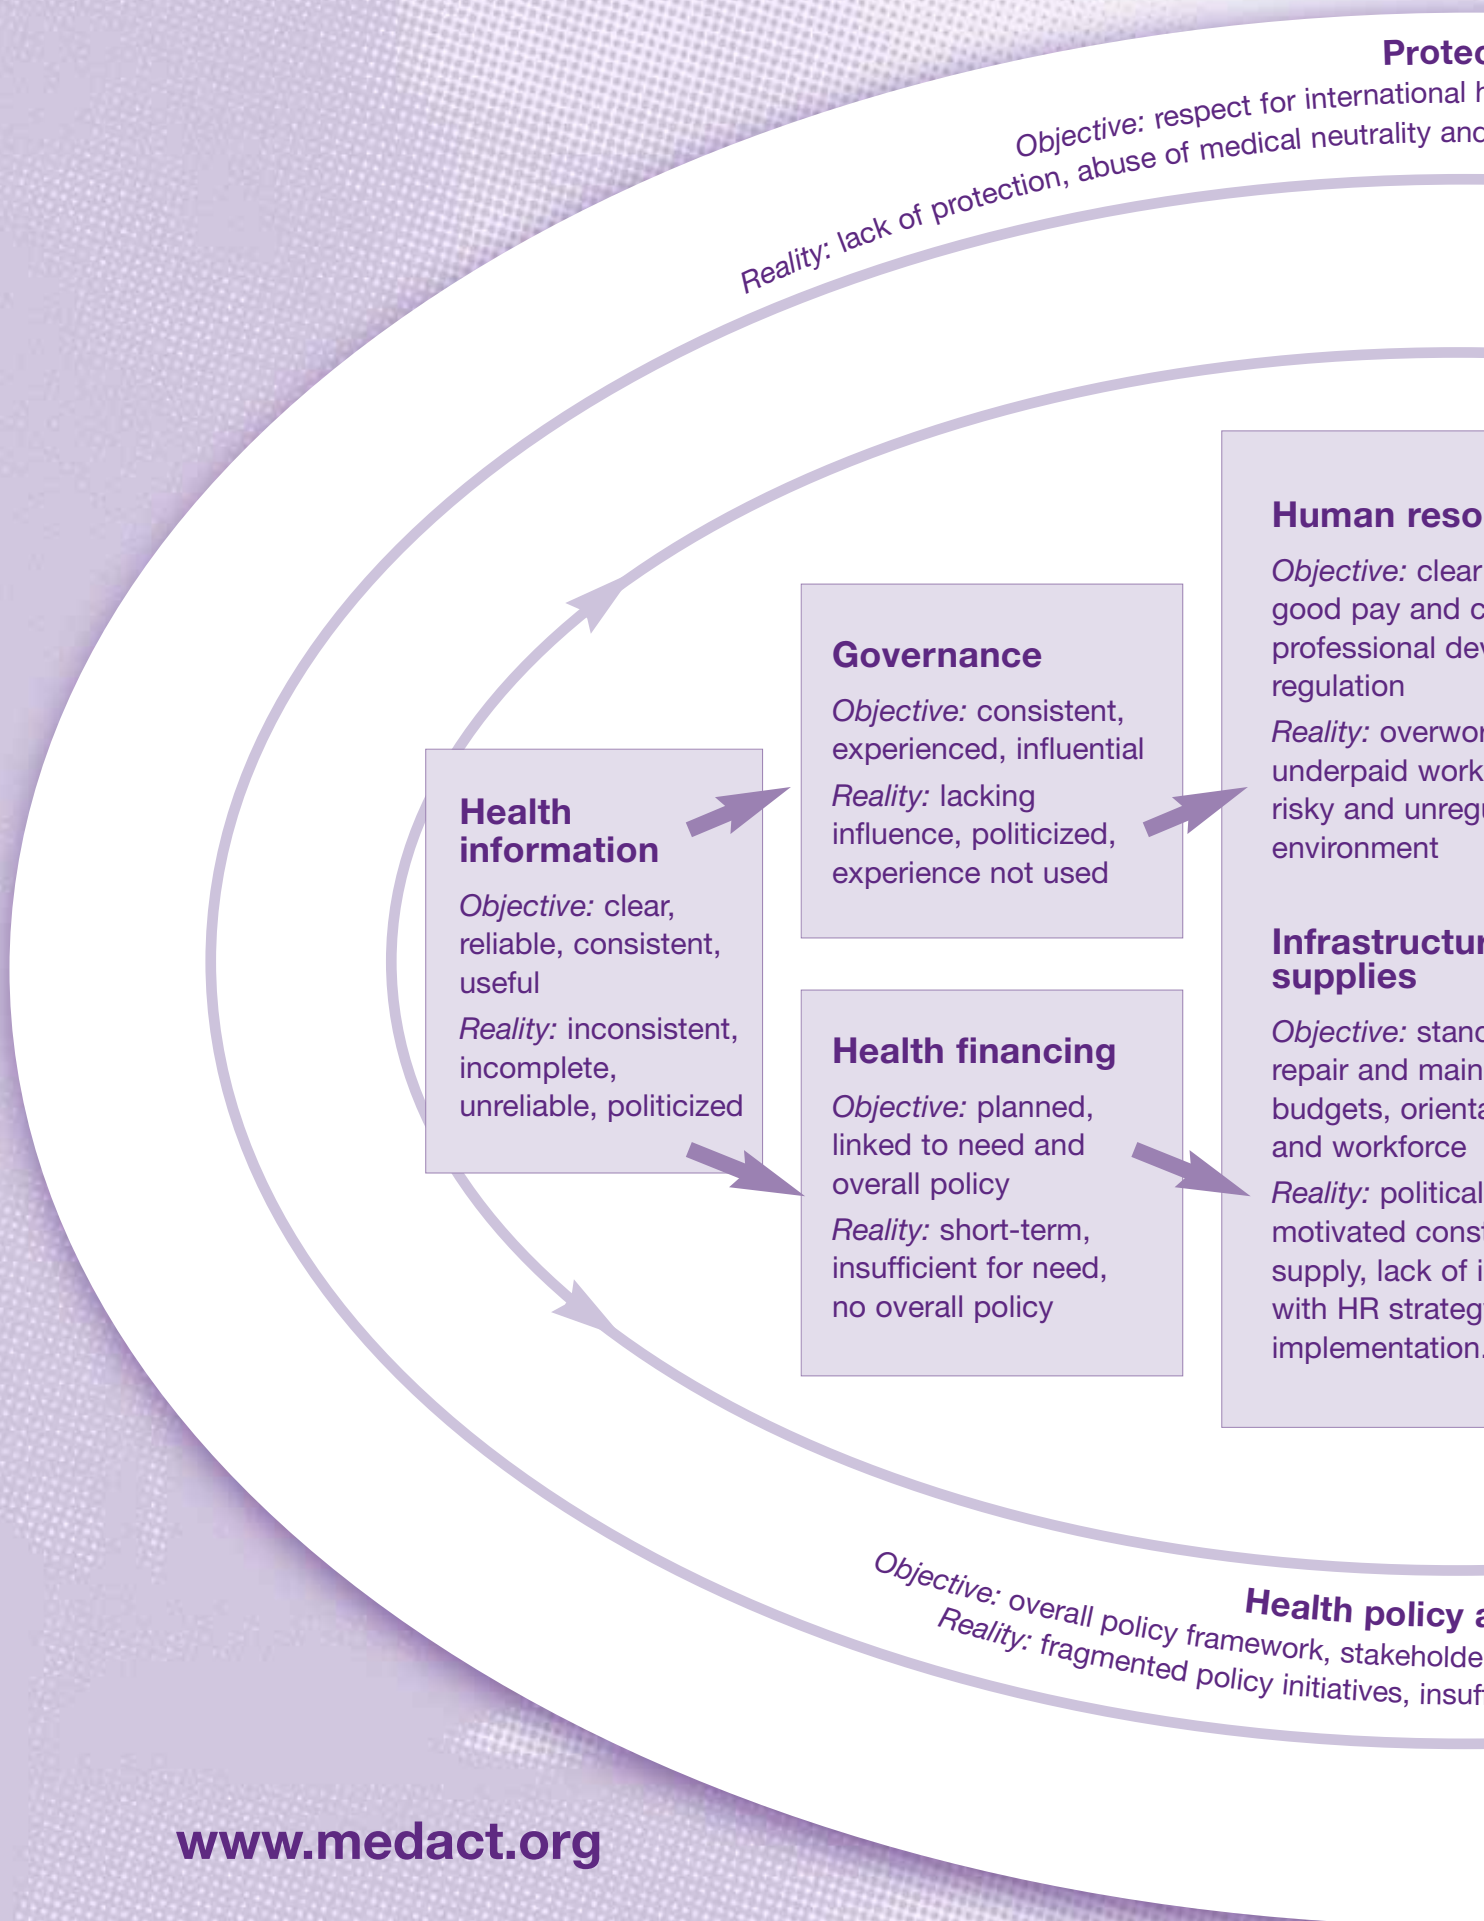 Protec
Objective: respect for international h
Reality: lack of protection, abuse of medical neutrality and
Health
information
Objective: clear,
reliable, consistent,
useful
Reality: inconsistent,
incomplete,
unreliable, politicized
Governance
Objective: consistent,
experienced, influential
Reality: lacking
influence, politicized,
experience not used
Health financing
Objective: planned,
linked to need and
overall policy
Reality: short-term,
insufficient for need,
no overall policy
Human reso
Objective: clear
good pay and c
professional dev
regulation
Reality: overwor
underpaid work
risky and unregu
environment
Infrastructur
supplies
Objective: stand
repair and main
budgets, orienta
and workforce
Reality: political
motivated const
supply, lack of i
with HR strateg
implementation.
Health policy a
Objective: overall policy framework, stakeholde
Reality: fragmented policy initiatives, insuff
www.medact.org